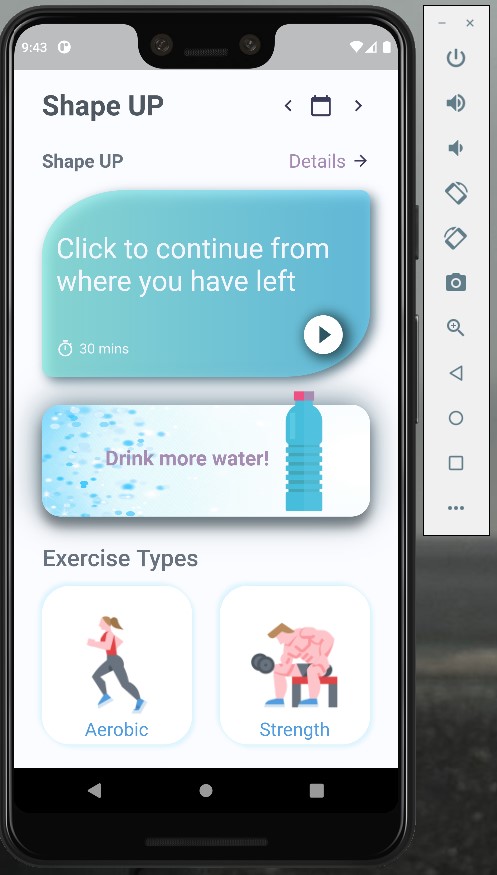 9:43
Shape UP
Shape UP
Details
Click to continue from
where you have left
30 mins
Drink more water!
Exercise Types
Aerobic
Strength